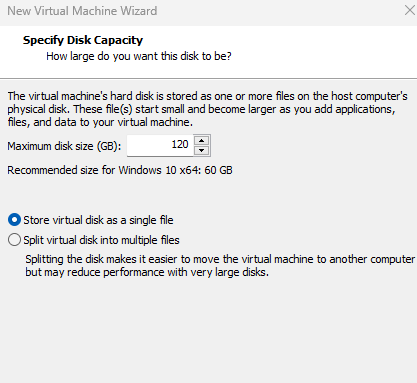 New Virtual Machine Wizard
Specify Disk Capacity
How large do you want this disk to be?
The virtual machine's hard disk is stored as one or more files on the host computer's
physical disk. These file(s) start small and become larger as you add applications,
files, and data to your virtual machine.
Maximum disk size (GB): 120
Recommended size for Windows 10 x64: 60 GB
Store virtual disk as a single file
Split virtual disk into multiple files
Splitting the disk makes it easier to move the virtual machine to another computer
but may reduce performance with very large disks.